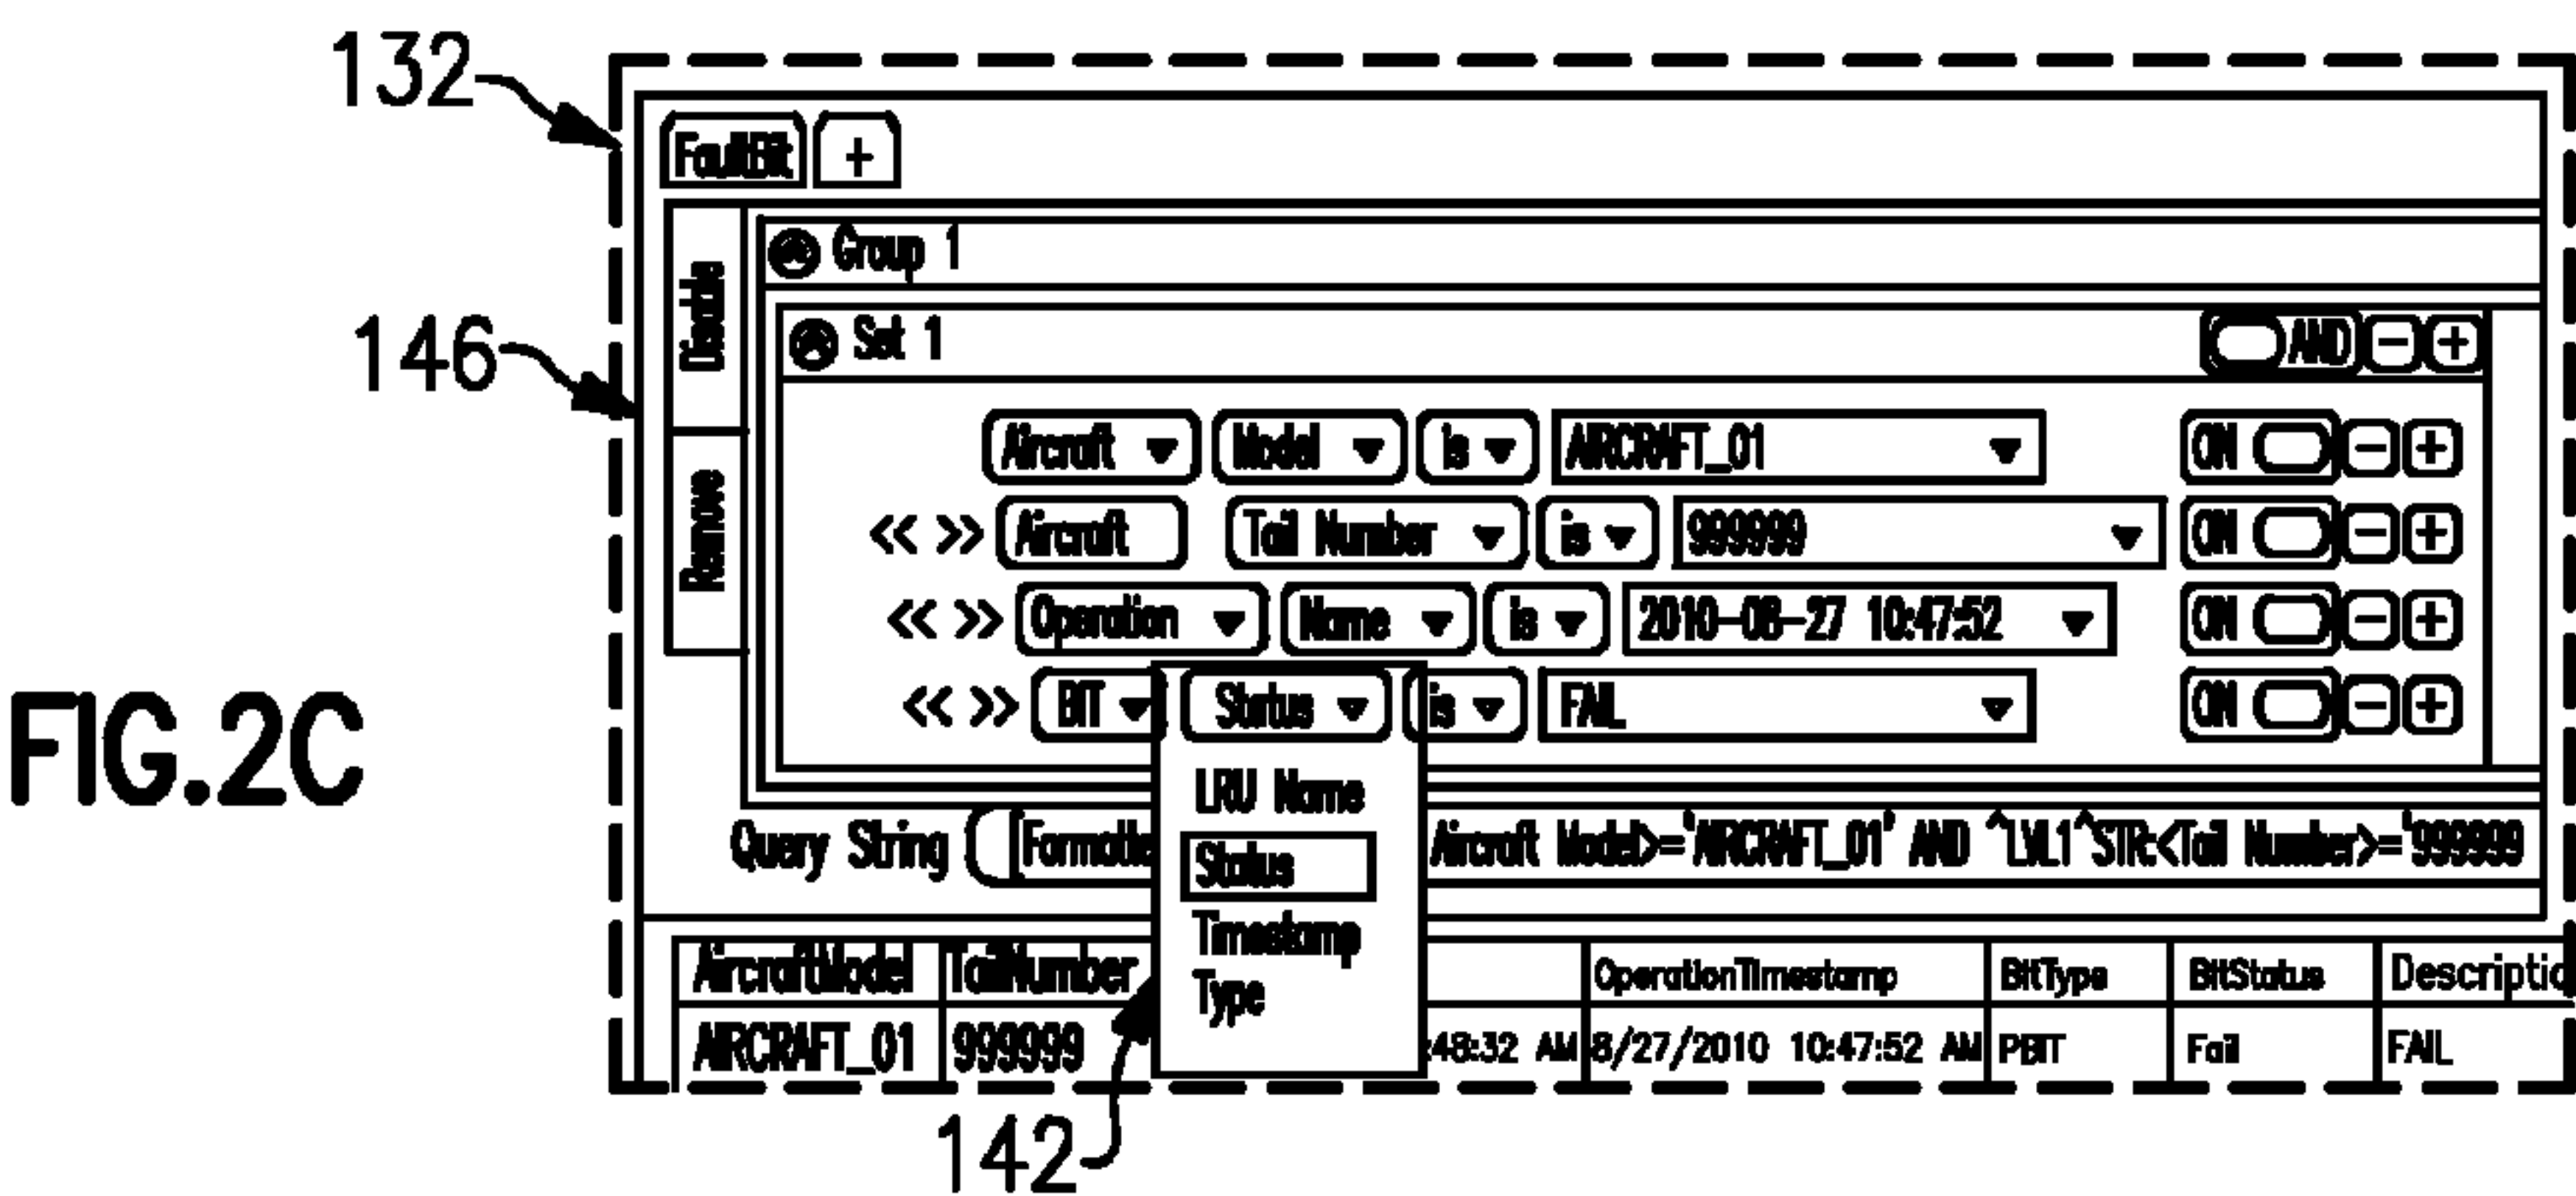 132
FaultBit +
Disable
Group 1
146
Set 1 AND - +
Aircraft Model is AIRCRAFT_01 ON - +
<< >> Aircraft Tail Number is 999999 ON - +
Remove
<< >> Operation Name is 2010-08-27 10:47:52 ON - +
<< >> BIT Status is FAIL ON - +
FIG.2C
LRU Name
Status
Timestamp
Type
Query String Formatte Aircraft Model>='AIRCRAFT_01' AND ^LVL1^STR:<Tail Number>='999999
AircraftModel TailNumber OperationTimestamp BitType BitStatus Descriptio
AIRCRAFT_01 999999 :48:32 AM 8/27/2010 10:47:52 AM PBIT Fail FAIL
142